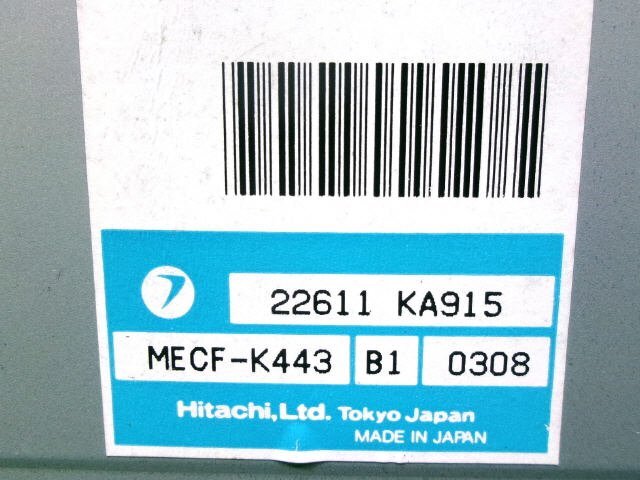 22611 KA915
MECF-K443 B1 0308
Hitachi,Ltd. Tokyo Japan
MADE IN JAPAN